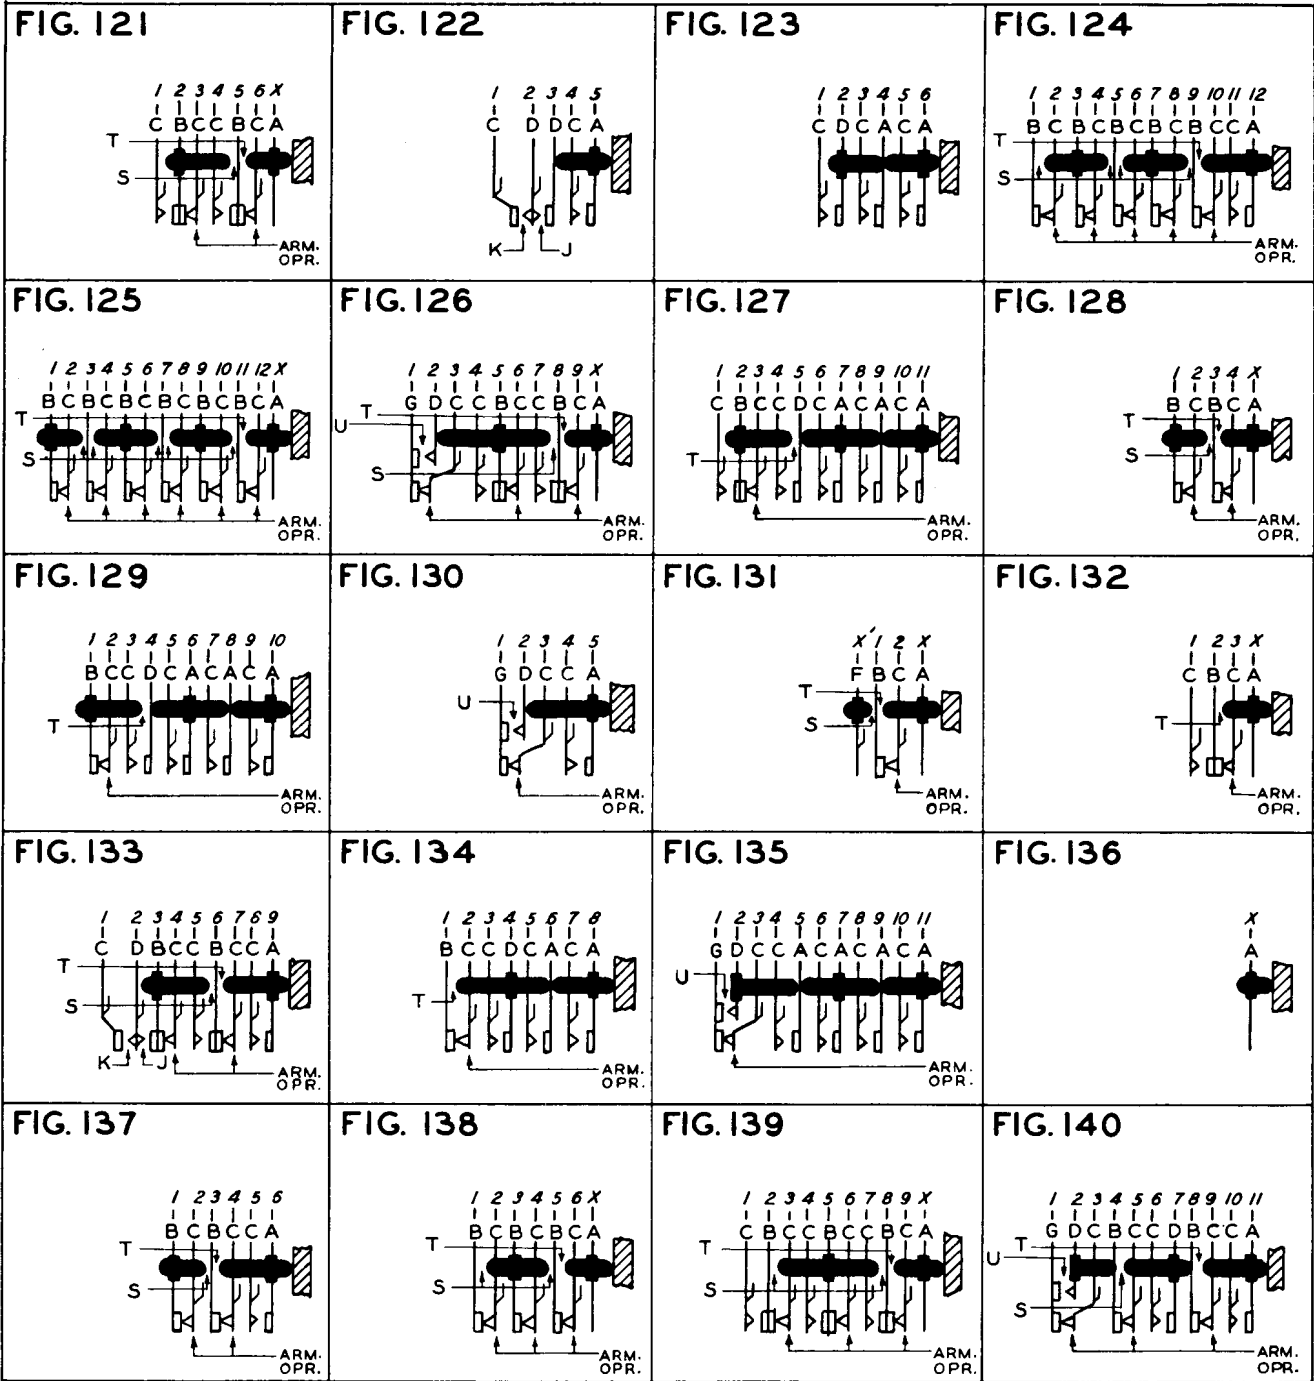 FIG. 121
1 2 3 4 5 6 X
C B C C B C A
T
S
ARM.
OPR.
FIG. 122
1 2 3 4 5
C D D C A
K J
FIG. 123
1 2 3 4 5 6
C D C A C A
FIG. 124
1 2 3 4 5 6 7 8 9 10 11 12
B C B C B C B C B C C A
T
S
ARM.
OPR.
FIG. 125
1 2 3 4 5 6 7 8 9 10 11 12 X
B C B C B C B C B C B C A
T
S
ARM.
OPR.
FIG. 126
1 2 3 4 5 6 7 8 9 X
G D C C B C C B C A
T
U
S
ARM.
OPR.
FIG. 127
1 2 3 4 5 6 7 8 9 10 11
C B C C D C A C A C A
T
ARM.
OPR.
FIG. 128
1 2 3 4 X
B C B C A
T
S
ARM.
OPR.
FIG. 129
1 2 3 4 5 6 7 8 9 10
B C C D C A C A C A
T
ARM.
OPR.
FIG. 130
1 2 3 4 5
G D C C A
U
ARM.
OPR.
FIG. 131
X' 1 2 X
F B C A
T
S
ARM.
OPR.
FIG. 132
1 2 3 X
C B C A
T
ARM.
OPR.
FIG. 133
1 2 3 4 5 6 7 8 9
C D B C C B C C A
T
S
K J
ARM.
OPR.
FIG. 134
1 2 3 4 5 6 7 8
B C C D C A C A
T
ARM.
OPR.
FIG. 135
1 2 3 4 5 6 7 8 9 10 11
G D C C A C A C A C A
U
ARM.
OPR.
FIG. 136
X
A
FIG. 137
1 2 3 4 5 6
B C B C C A
T
S
ARM.
OPR.
FIG. 138
1 2 3 4 5 6 X
B C B C B C A
T
S
ARM.
OPR.
FIG. 139
1 2 3 4 5 6 7 8 9 X
C B C C B C C B C A
T
S
ARM.
OPR.
FIG. 140
1 2 3 4 5 6 7 8 9 10 11
G D C B C C D B C C A
T
U
S
ARM.
OPR.